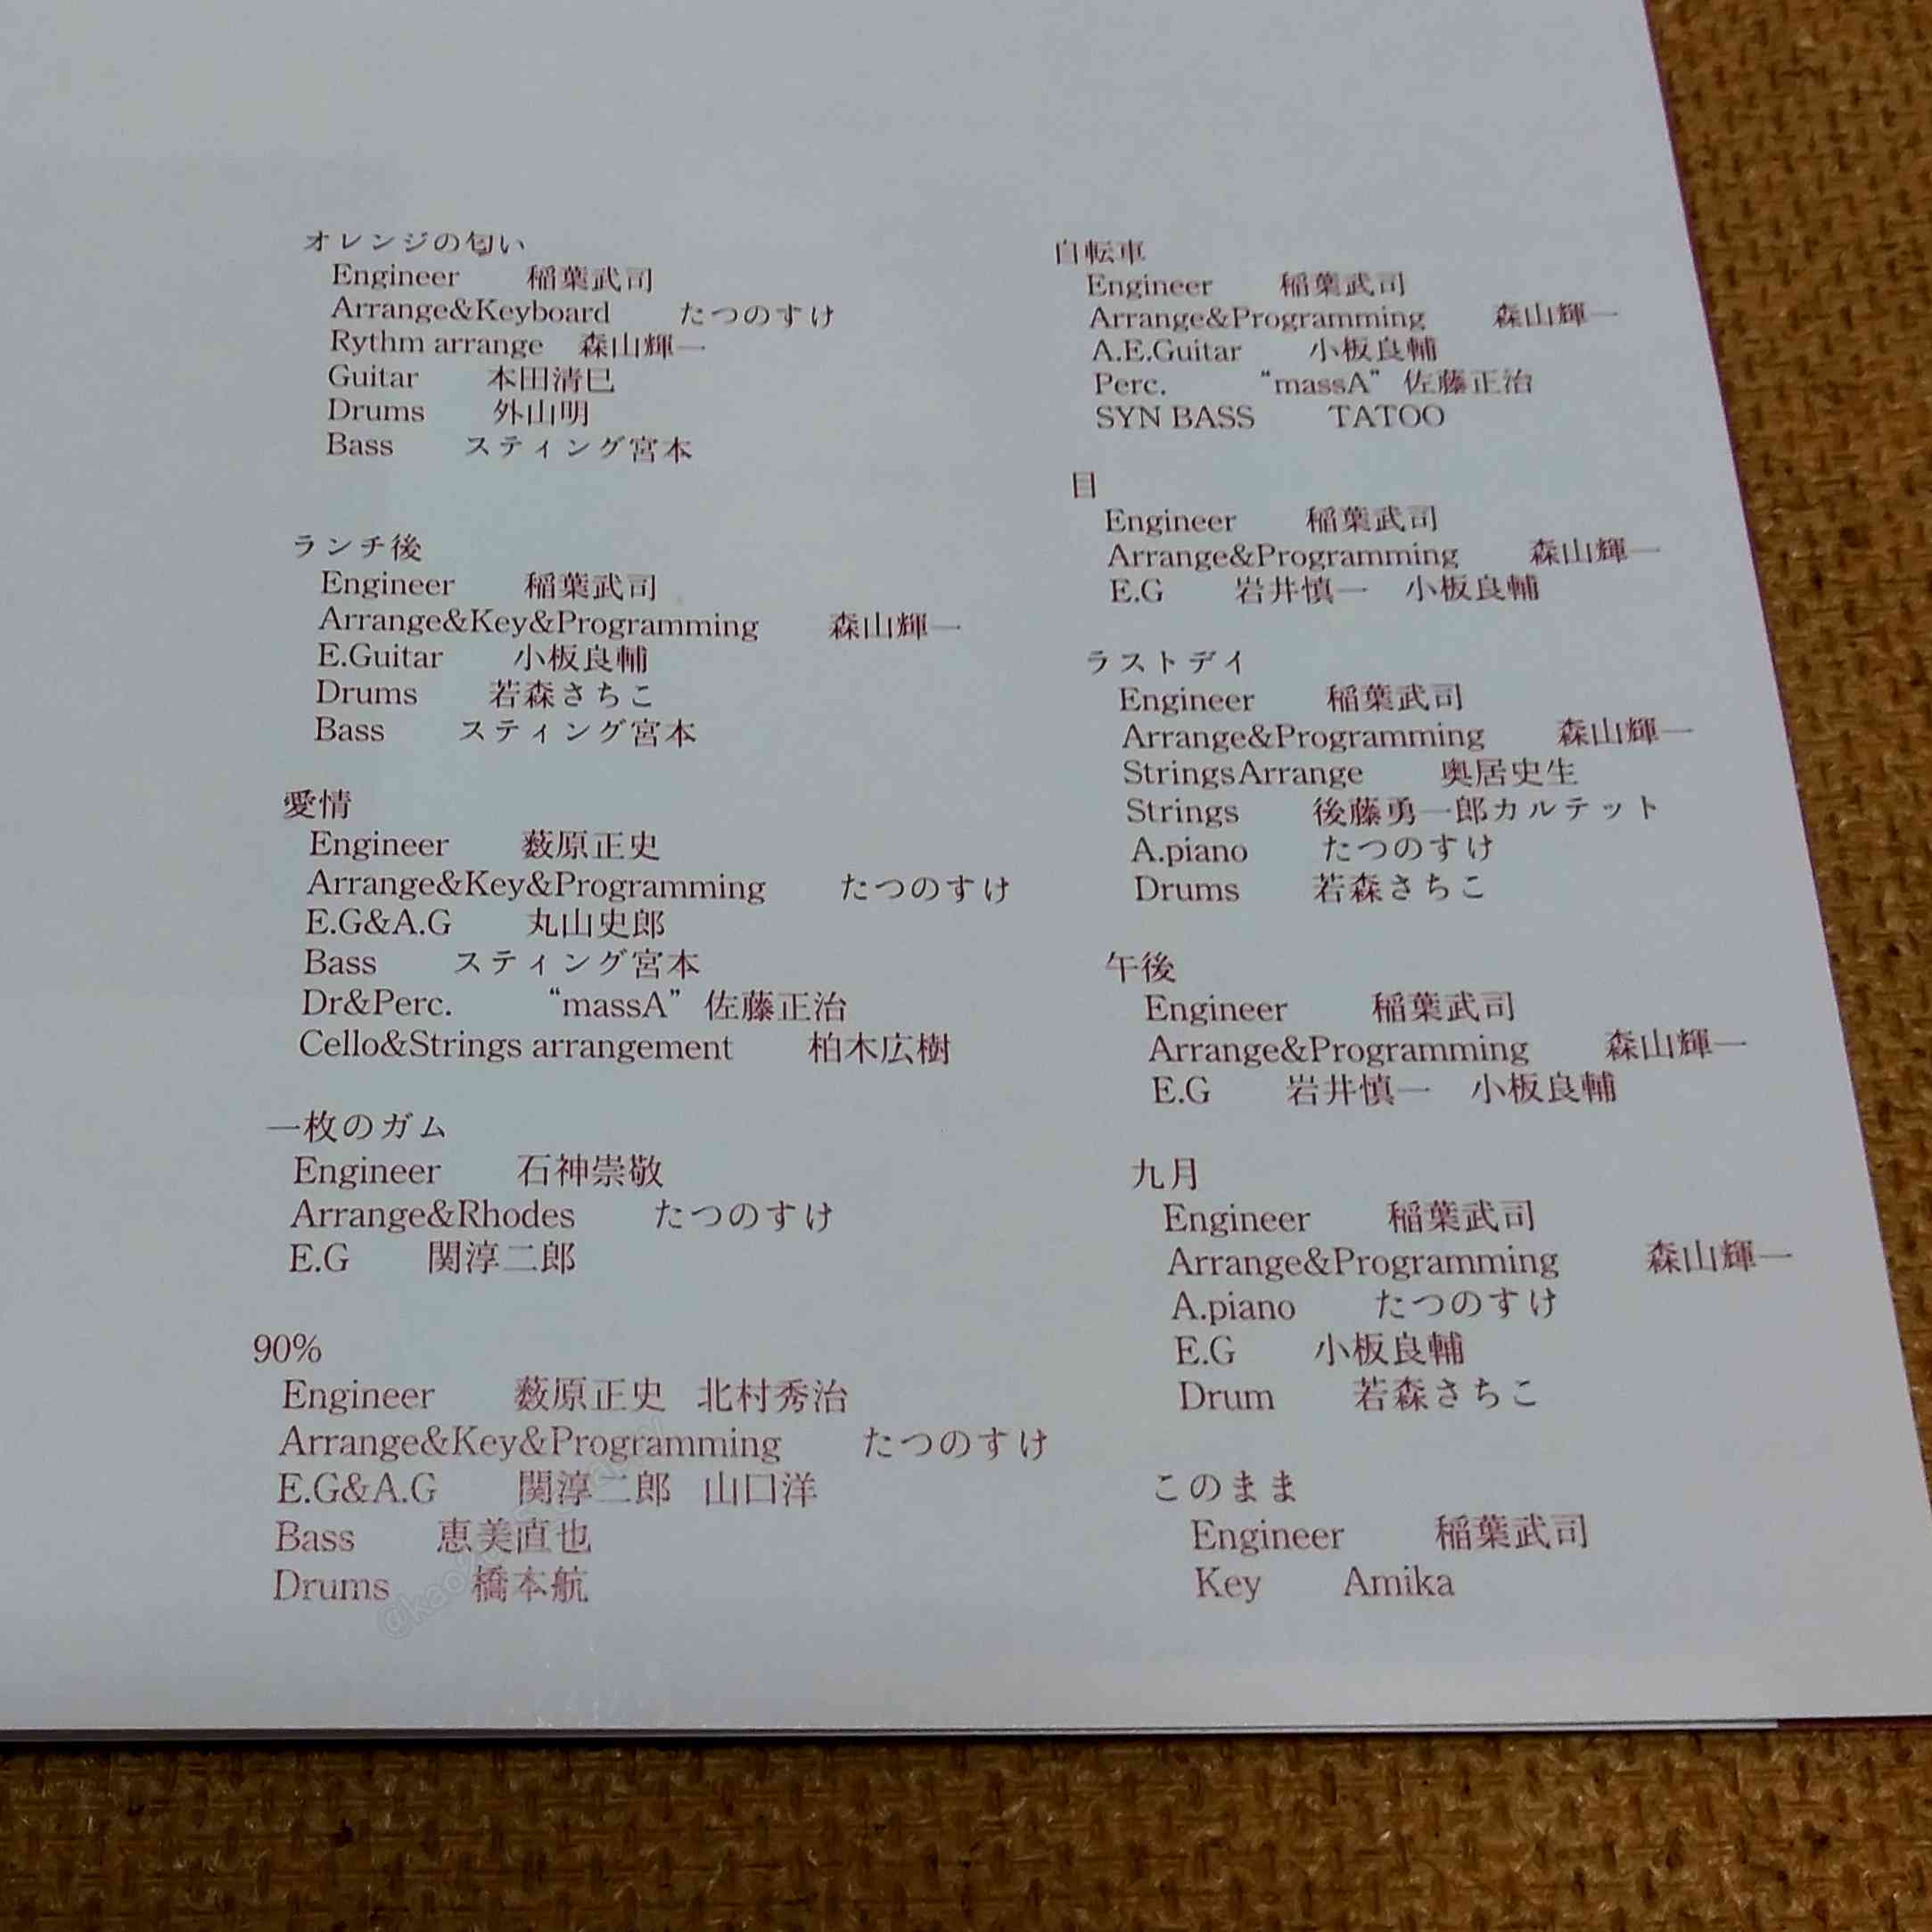 オレンジの匂い
Engineer 稲葉武司
Arrange&Keyboard たつのすけ
Rythm arrange 森山輝一
Guitar 本田清巳
Drums 外山明
Bass スティング宮本
ランチ後
Engineer 稲葉武司
Arrange&Key&Programming 森山輝一
E.Guitar 小板良輔
Drums 若森さちこ
Bass スティング宮本
愛情
Engineer 薮原正史
Arrange&Key&Programming たつのすけ
E.G&A.G 丸山史郎
Bass スティング宮本
Dr&Perc. “massA” 佐藤正治
Cello&Strings arrangement 柏木広樹
一枚のガム
Engineer 石神崇敬
Arrange&Rhodes たつのすけ
E.G 関淳二郎
90%
Engineer 薮原正史 北村秀治
Arrange&Key&Programming たつのすけ
E.G&A.G 関淳二郎 山口洋
Bass 恵美直也
Drums 橋本航
自転車
Engineer 稲葉武司
Arrange&Programming 森山輝一
A.E.Guitar 小板良輔
Perc. “massA” 佐藤正治
SYN BASS TATOO
目
Engineer 稲葉武司
Arrange&Programming 森山輝一
E.G 岩井慎一 小板良輔
ラストデイ
Engineer 稲葉武司
Arrange&Programming 森山輝一
StringsArrange 奥居史生
Strings 後藤勇一郎カルテット
A.piano たつのすけ
Drums 若森さちこ
午後
Engineer 稲葉武司
Arrange&Programming 森山輝一
E.G 岩井慎一 小板良輔
九月
Engineer 稲葉武司
Arrange&Programming 森山輝一
A.piano たつのすけ
E.G 小板良輔
Drum 若森さちこ
このまま
Engineer 稲葉武司
Key Amika